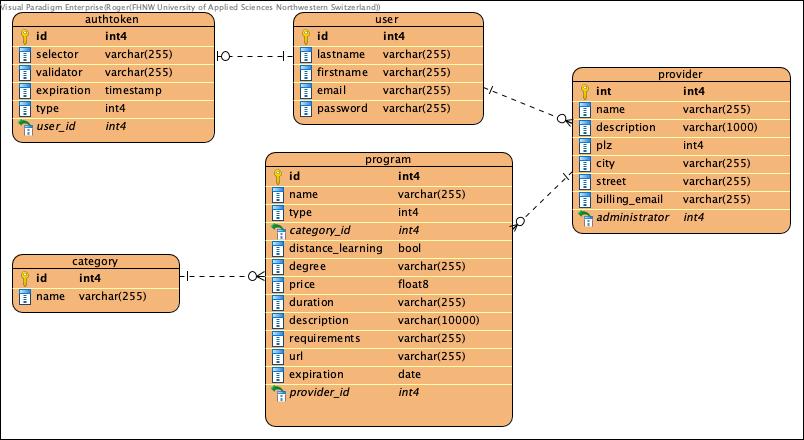 Visual Paradigm Enterprise(Roger(FHNW University of Applied Sciences Northwestern Switzerland))
authtoken
id int4
selector varchar(255)
validator varchar(255)
expiration timestamp
type int4
user_id int4
user
id int4
lastname varchar(255)
firstname varchar(255)
email varchar(255)
password varchar(255)
provider
int int4
name varchar(255)
description varchar(1000)
plz int4
city varchar(255)
street varchar(255)
billing_email varchar(255)
administrator int4
program
id int4
name varchar(255)
type int4
category_id int4
distance_learning bool
degree varchar(255)
price float8
duration varchar(255)
description varchar(10000)
requirements varchar(255)
url varchar(255)
expiration date
provider_id int4
category
id int4
name varchar(255)